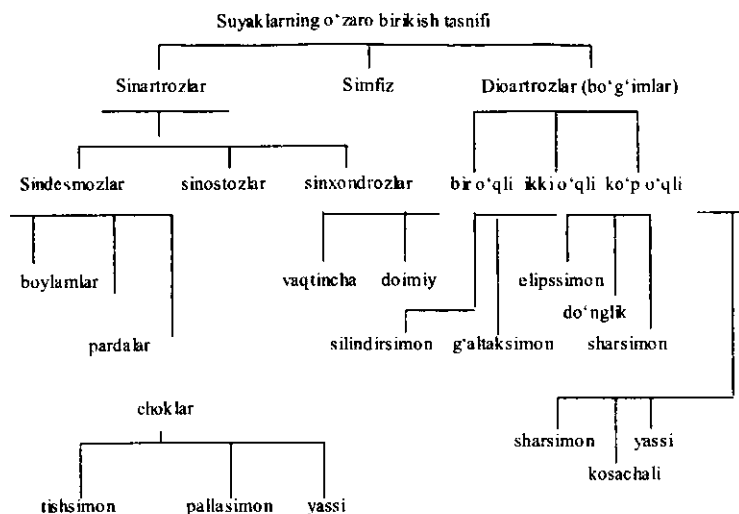 Suyaklarning o‘zaro birikish tasnifi
Sinartrozlar Simfiz Dioartrozlar (bo‘g‘imlar)
Sindesmozlar sinostozlar sinxondrozlar bir o‘qli ikki o‘qli ko‘p o‘qli
boylamlar vaqtincha doimiy elipssimon
do‘nglik
pardalar silindirsimon g‘altaksimon sharsimon
choklar
sharsimon yassi
kosachali
tishsimon pallasimon yassi